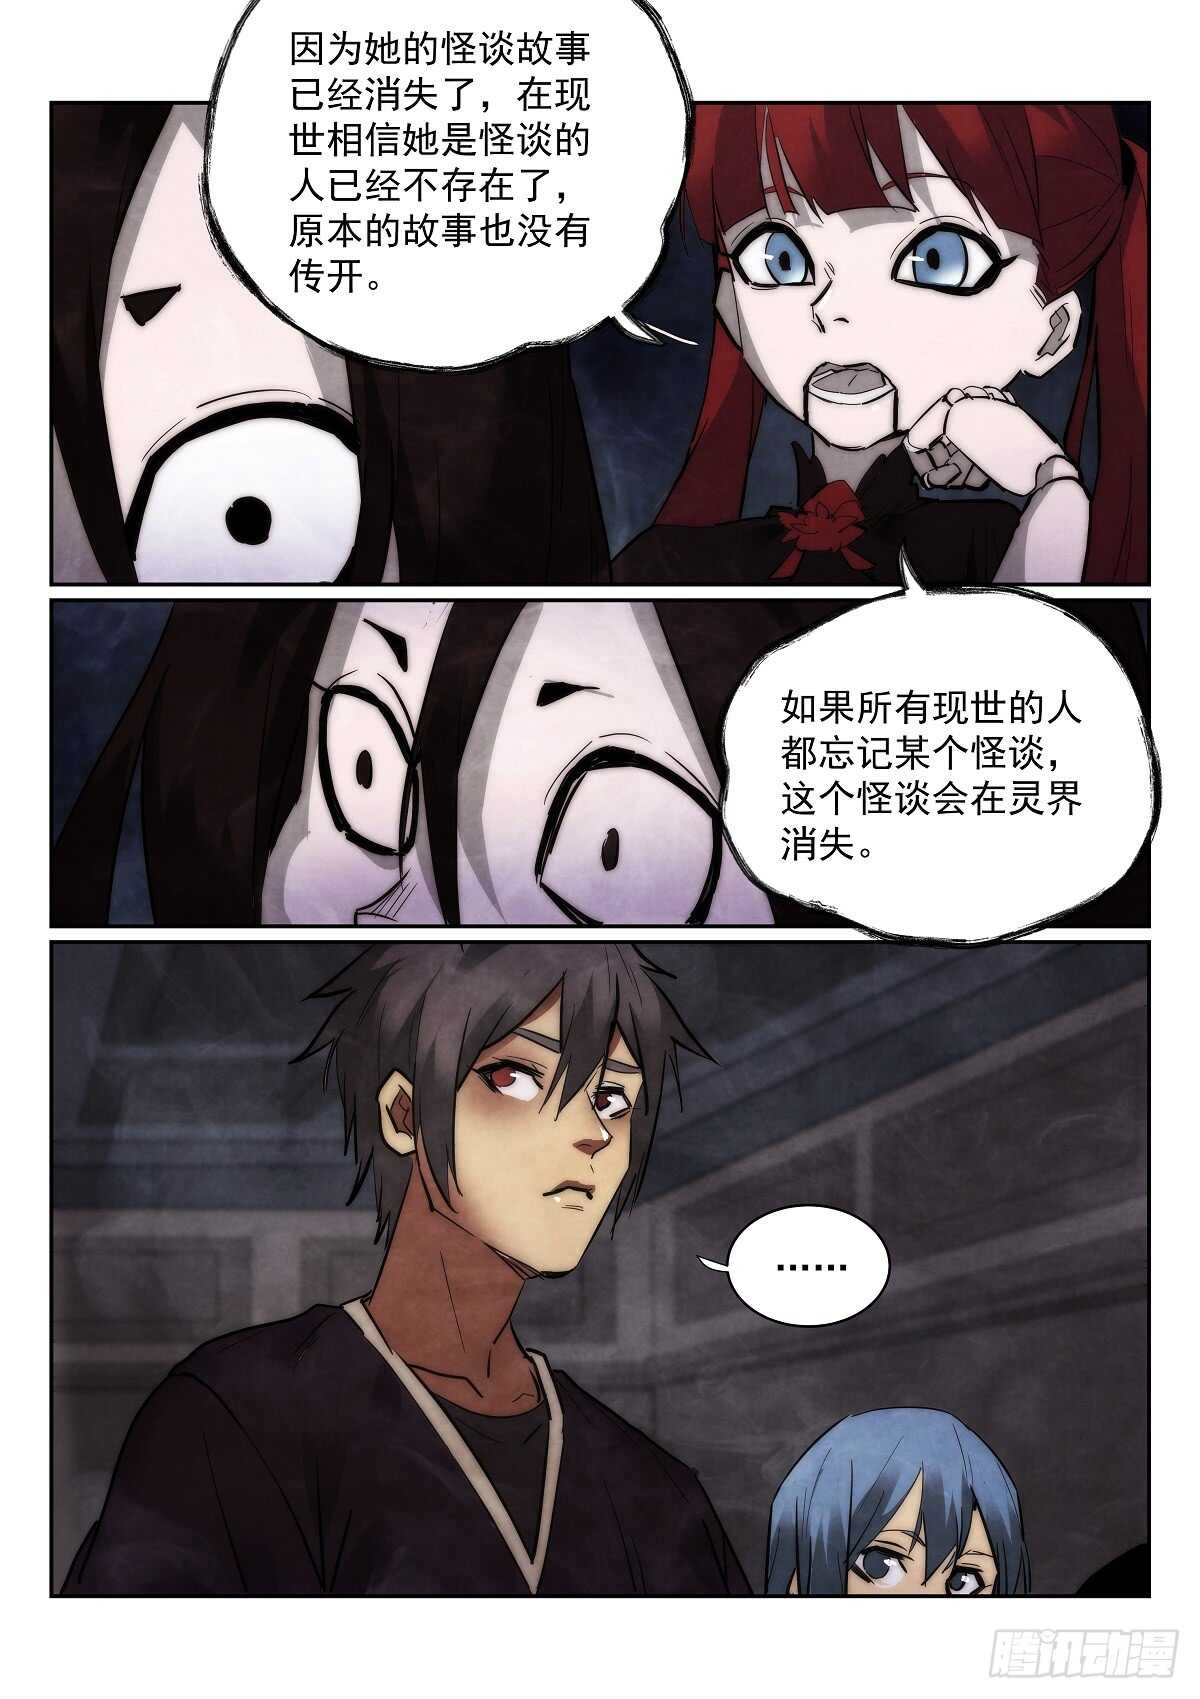 因为她的怪谈故事
已经消失了，在现
世相信她是怪谈的
人已经不存在了，
原本的故事也没有
传开。
如果所有现世的人
都忘记某个怪谈，
这个怪谈会在灵界
消失。
……
腾讯动漫